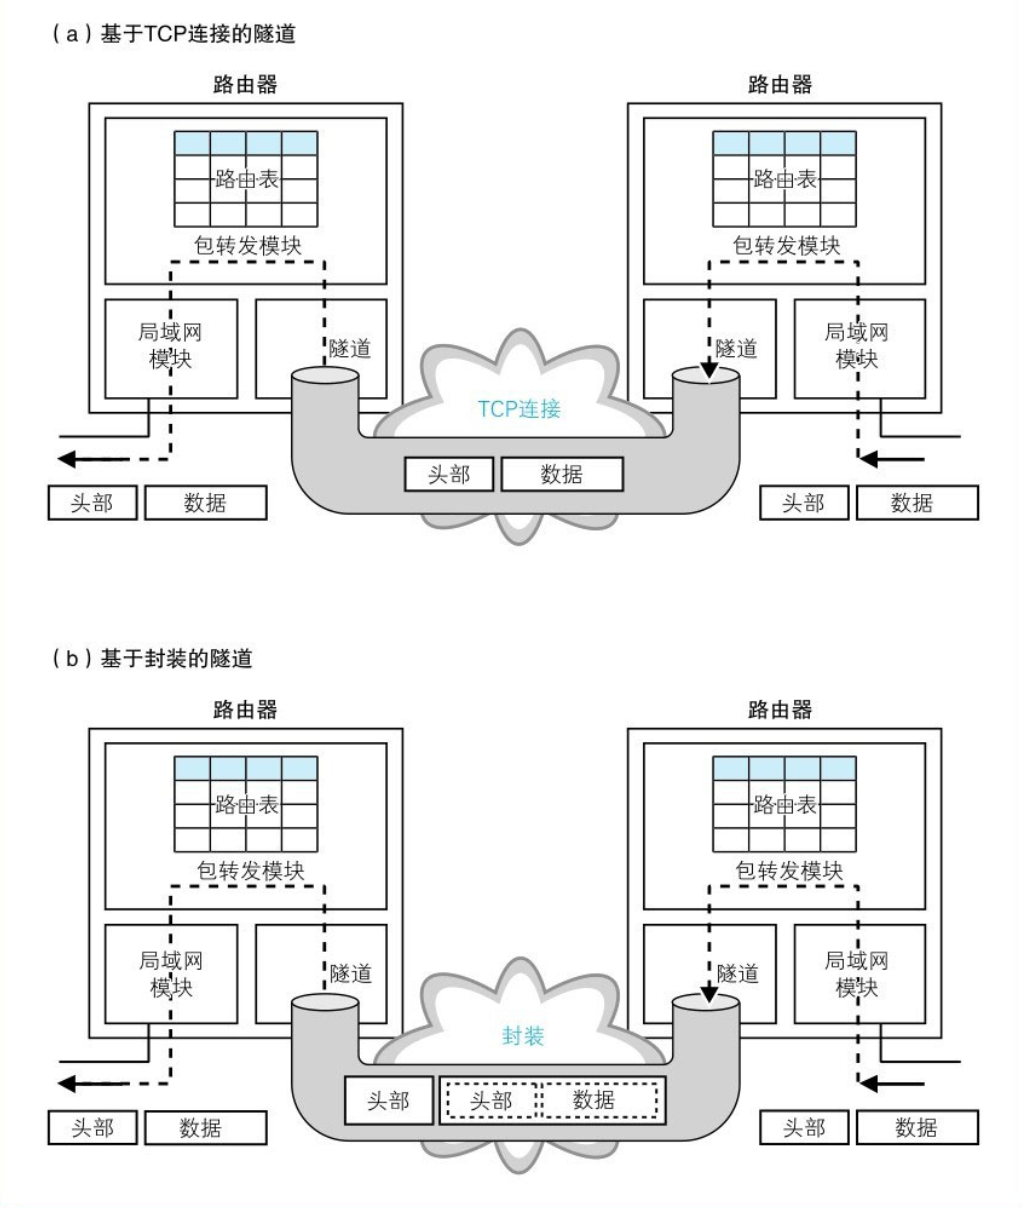 （a）基于TCP连接的隧道
路由器
路由器
路由表
路由表
包转发模块
包转发模块
局域网
模块
隧道
隧道
局域网
模块
TCP连接
头部
数据
头部
数据
头部
数据
（b）基于封装的隧道
路由器
路由器
路由表
路由表
包转发模块
包转发模块
局域网
模块
隧道
隧道
局域网
模块
封装
头部
头部
数据
头部
数据
头部
数据